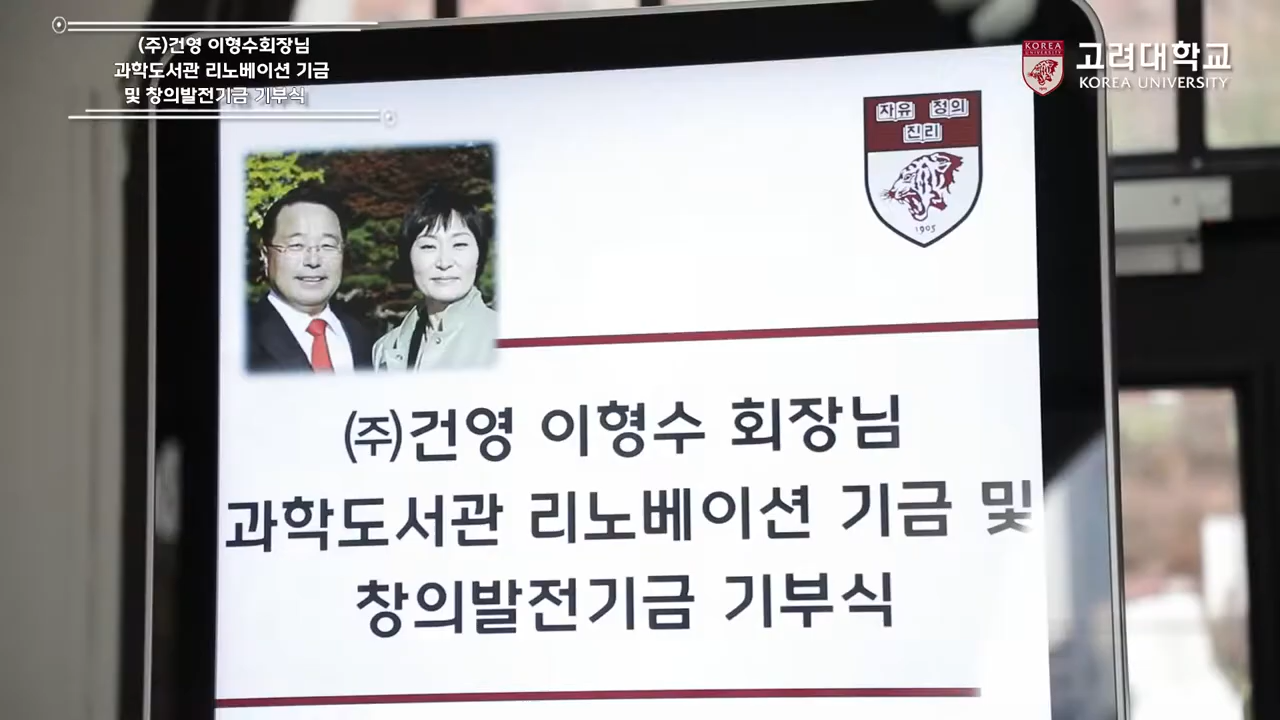 (주)건영 이형수회장님
과학도서관 리노베이션 기금
및 창의발전기금 기부식
KOREA
UNIVERSITY
고려대학교
KOREA UNIVERSITY
자유 정의
진리
1905
㈜건영 이형수 회장님
과학도서관 리노베이션 기금 및
창의발전기금 기부식